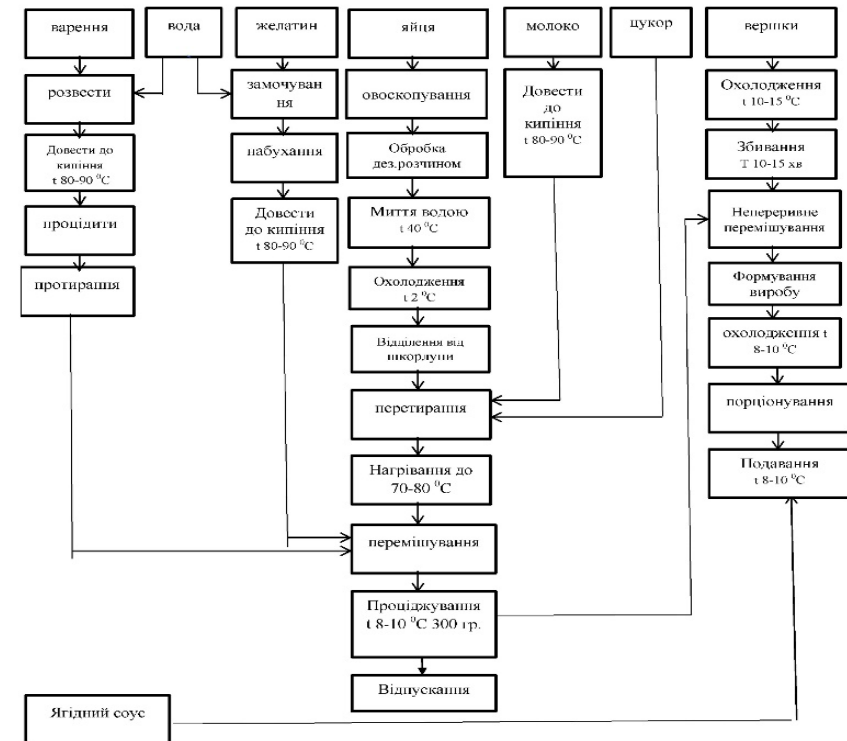 варення
вода
желатин
яйця
молоко
цукор
вершки
розвести
Довести до
кипіння
t 80-90 ⁰С
процідити
протирання
замочуван
ня
набухання
Довести
до кипіння
t 80-90 ⁰С
овоскопування
Обробка
дез.розчином
Миття водою
t 40 ⁰С
Охолодження
t 2 ⁰С
Відділення від
шкорлупи
перетирання
Нагрівання до
70-80 ⁰С
перемішування
Проціджування
t 8-10 ⁰С 300 гр.
Відпускання
Довести
до
кипіння
t 80-90 ⁰С
Охолодження
t 10-15 ⁰С
Збивання
Т 10-15 хв
Непереривне
перемішування
Формування
виробу
охолодження t
8-10 ⁰С
порціонування
Подавання
t 8-10 ⁰С
Ягідний соус